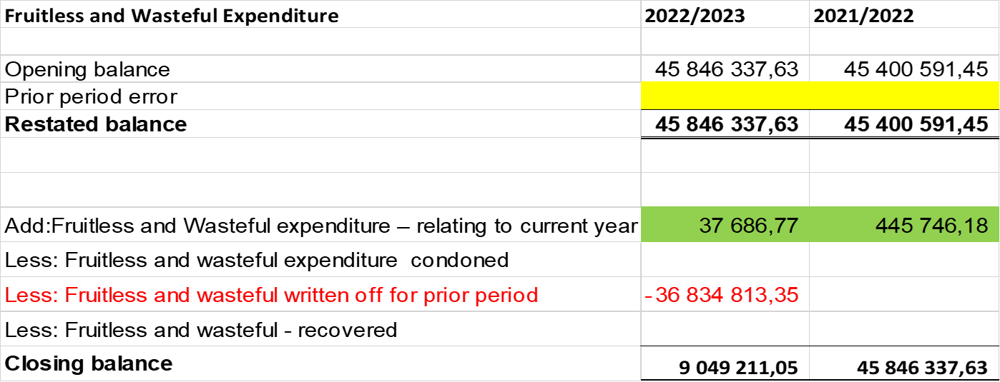 Fruitless and Wasteful Expenditure 2022/2023 2021/2022
Opening balance 45 846 337,63 45 400 591,45
Prior period error
Restated balance 45 846 337,63 45 400 591,45
Add:Fruitless and Wasteful expenditure – relating to current year 37 686,77 445 746,18
Less: Fruitless and wasteful expenditure  condoned
Less: Fruitless and wasteful written off for prior period -36 834 813,35
Less: Fruitless and wasteful - recovered
Closing balance 9 049 211,05 45 846 337,63